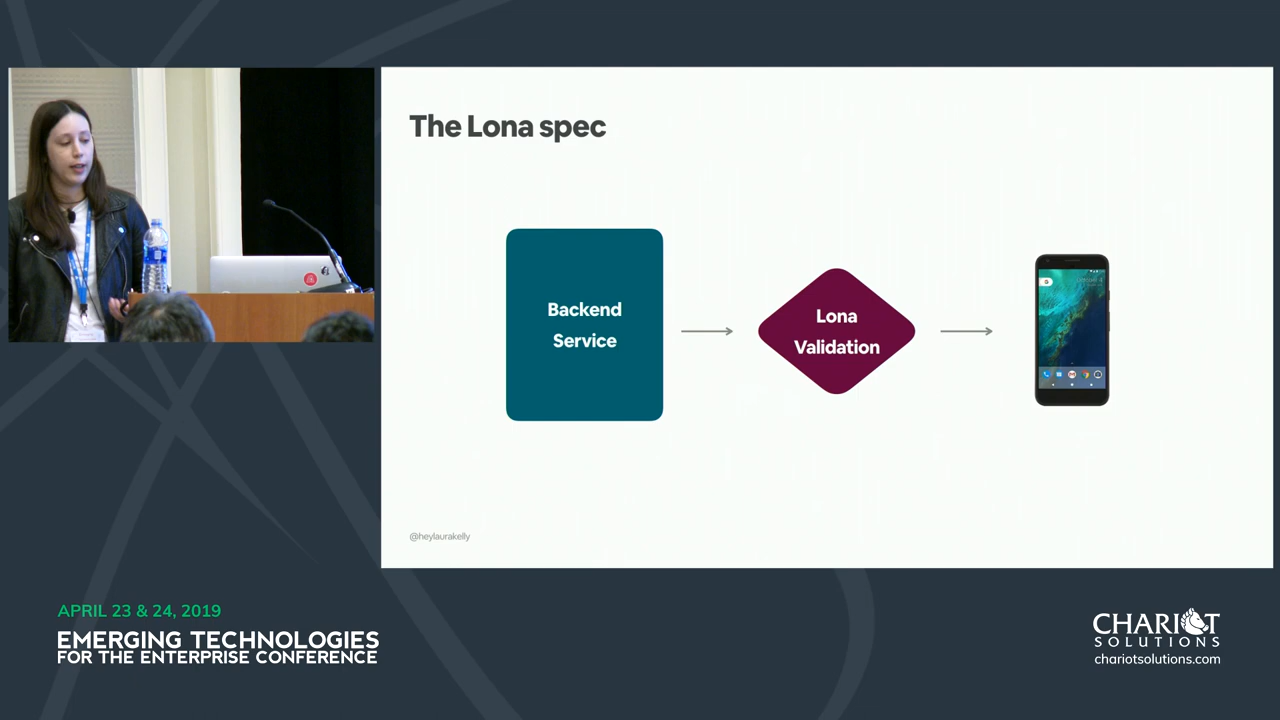 The Lona spec
Backend
Service
Lona
Validation
@heylaurakelly
APRIL 23 & 24, 2019
EMERGING TECHNOLOGIES
FOR THE ENTERPRISE CONFERENCE
CHARIOT
SOLUTIONS
chariotsolutions.com